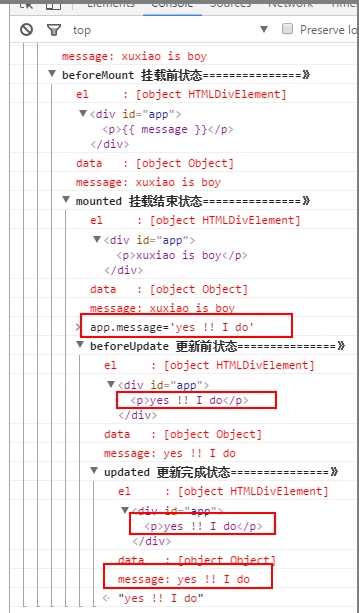 Console
Sources
Network
top
Preserve lo
message: xuxiao is boy
beforeMount 挂载前状态===============》
el : [object HTMLDivElement]
<div id="app">
<p>{{ message }}</p>
</div>
data : [object Object]
message: xuxiao is boy
mounted 挂载结束状态===============》
el : [object HTMLDivElement]
<div id="app">
<p>xuxiao is boy</p>
</div>
data : [object Object]
message: xuxiao is boy
> app.message='yes !! I do'
beforeUpdate 更新前状态===============》
el : [object HTMLDivElement]
<div id="app">
<p>yes !! I do</p>
</div>
data : [object Object]
message: yes !! I do
updated 更新完成状态===============》
el : [object HTMLDivElement]
<div id="app">
<p>yes !! I do</p>
</div>
data : [object Object]
message: yes !! I do
"yes !! I do"